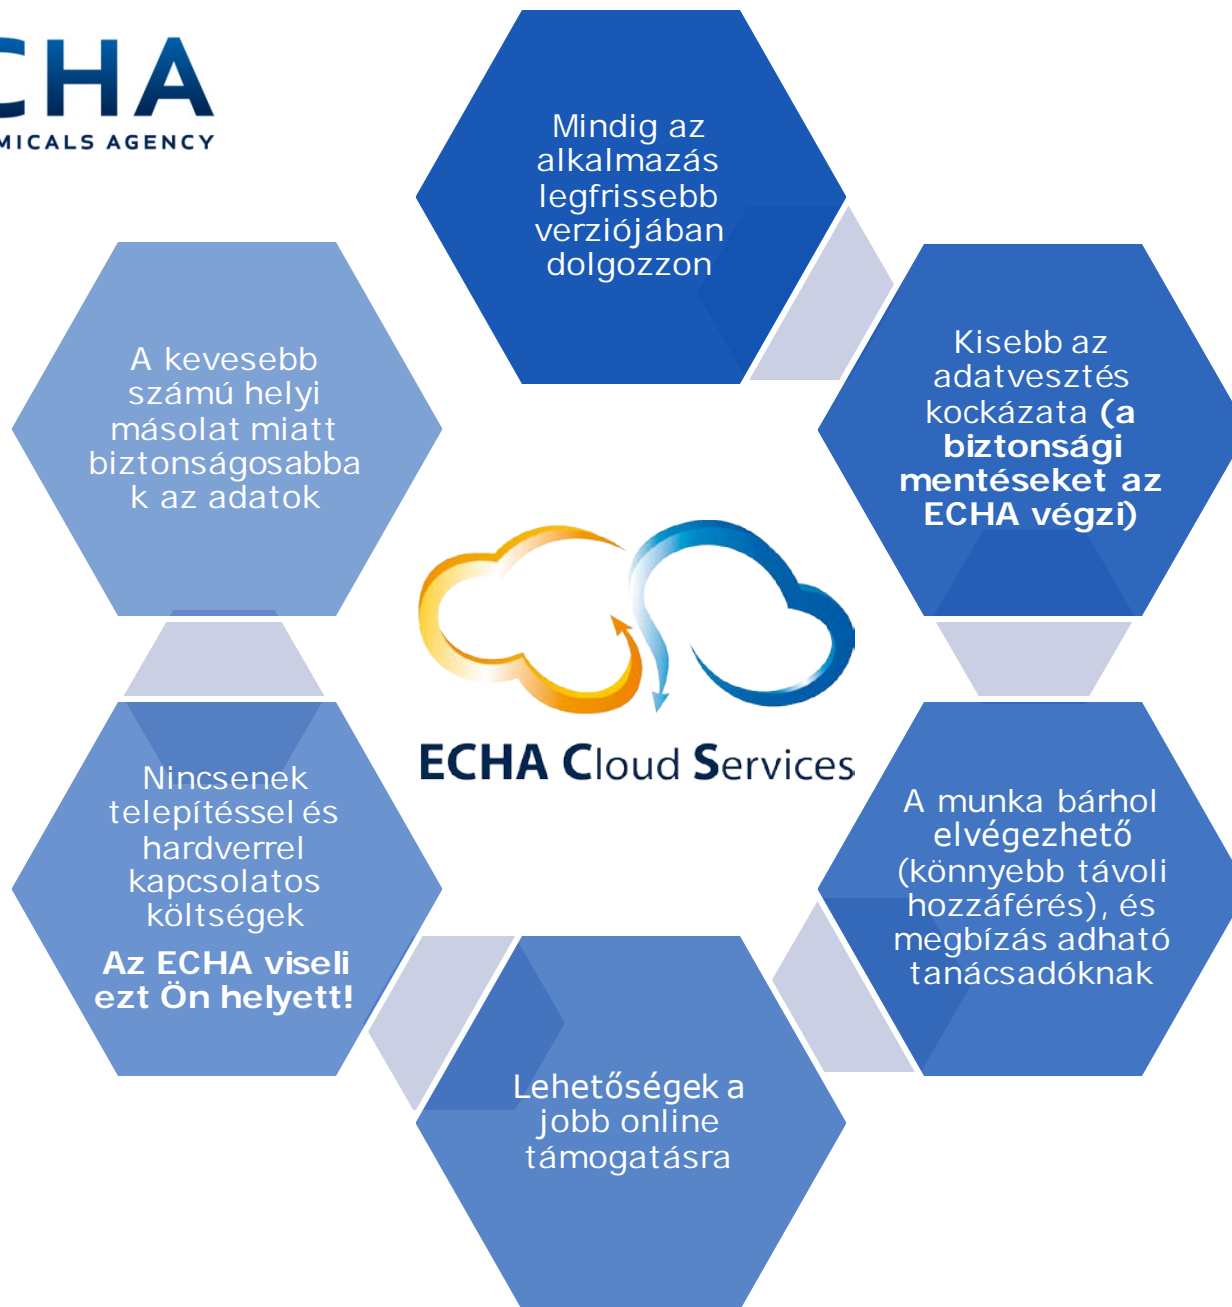 CHA
MICALS AGENCY
Mindig az
alkalmazás
legfrissebb
verziójában
dolgozzon
Kisebb az
adatvesztés
kockázata (a
biztonsági
mentéseket az
ECHA végzi)
A munka bárhol
elvégezhető
(könnyebb távoli
hozzáférés), és
megbízás adható
tanácsadóknak
Lehetőségek a
jobb online
támogatásra
Nincsenek
telepítéssel és
hardverrel
kapcsolatos
költségek
Az ECHA viseli
ezt Ön helyett!
A kevesebb
számú helyi
másolat miatt
biztonságosabba
k az adatok
ECHA Cloud Services